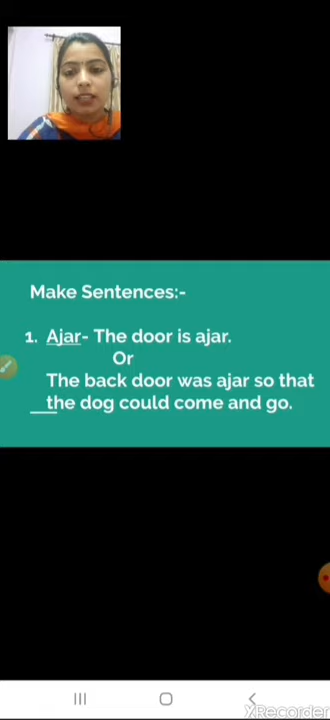 Make Sentences:-
1. Ajar- The door is ajar.
Or
The back door was ajar so that
the dog could come and go.
XRecorder